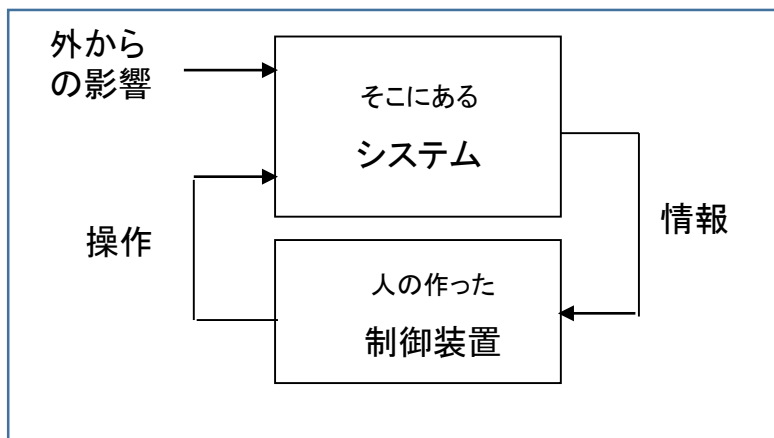 外から
の影響
そこにある
システム
操作
情報
人の作った
制御装置